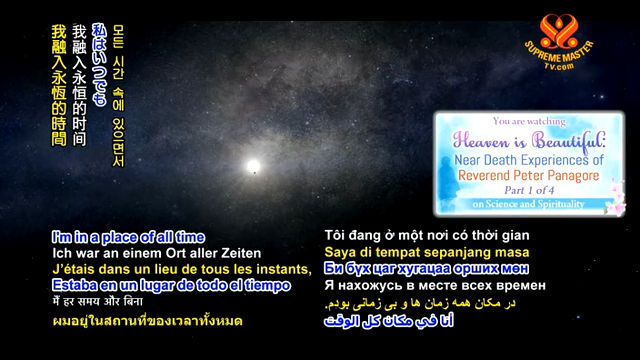 我融入永恆的時間
我融入永恒的时间
私はいつでも
모든 시간 속에 있으면서
SUPREME MASTER
TV.com
You are watching
Heaven is Beautiful:
Near Death Experiences of
Reverend Peter Panagore
Part 1 of 4
on Science and Spirituality
I'm in a place of all time
Ich war an einem Ort aller Zeiten
J'étais dans un lieu de tous les instants,
Estaba en un lugar de todo el tiempo
मैं हर समय और बिना
ผมอยู่ในสถานที่ของเวลาทั้งหมด
Tôi đang ở một nơi có thời gian
Saya di tempat sepanjang masa
Би бүх цаг хугацаа орших мөн
Я нахожусь в месте всех времен
در مکان همه زمان ها و بی زمانی بودم.
أنا في مكان كل الوقت